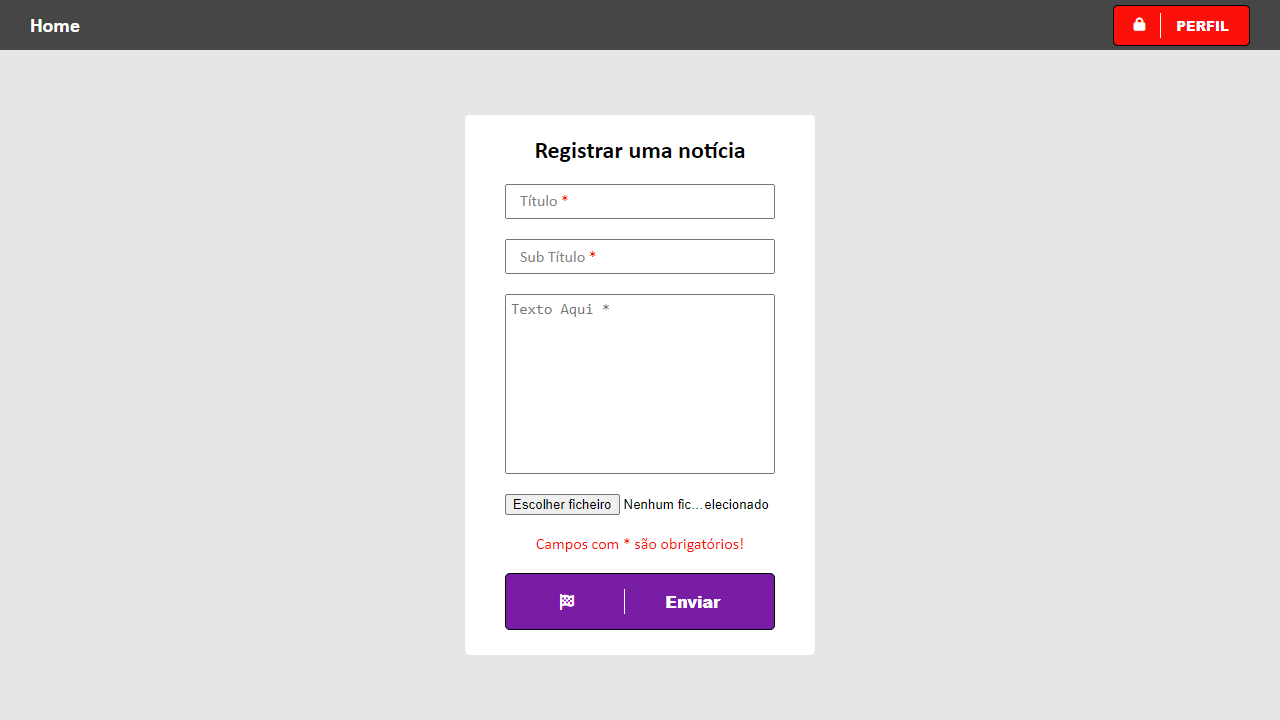 Home
PERFIL
Registrar uma notícia
Título *
Sub Título *
Texto Aqui *
Escolher ficheiro Nenhum fic...elecionado
Campos com * são obrigatórios!
Enviar